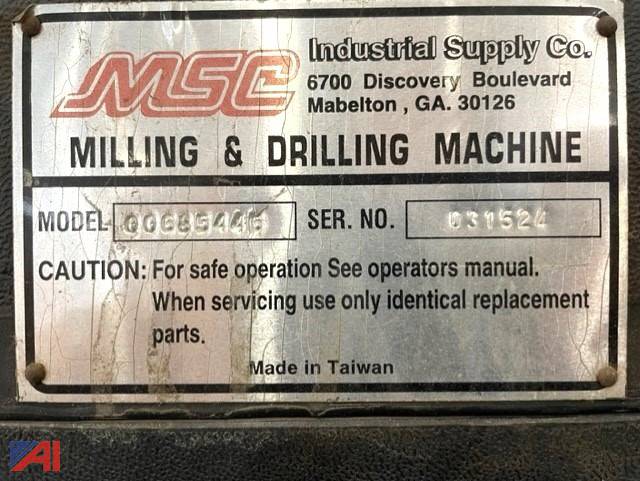 MSC Industrial Supply Co.
6700 Discovery Boulevard
Mabelton , GA. 30126
MILLING & DRILLING MACHINE
MODEL SER. NO. 031524
CAUTION: For safe operation See operators manual.
When servicing use only identical replacement
parts.
Made in Taiwan
AI